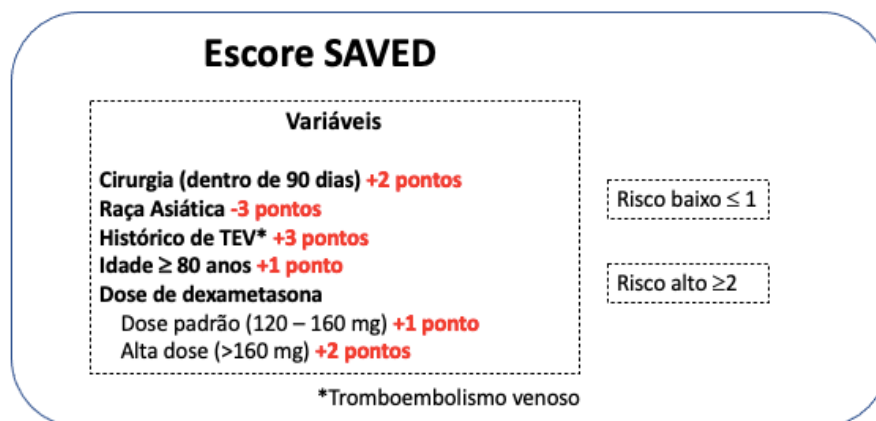 Escore SAVED
Variáveis
Cirurgia (dentro de 90 dias) +2 pontos
Raça Asiática -3 pontos
Histórico de TEV* +3 pontos
Idade ≥ 80 anos +1 ponto
Dose de dexametasona
Dose padrão (120 – 160 mg) +1 ponto
Alta dose (>160 mg) +2 pontos
Risco baixo ≤ 1
Risco alto ≥2
*Tromboembolismo venoso